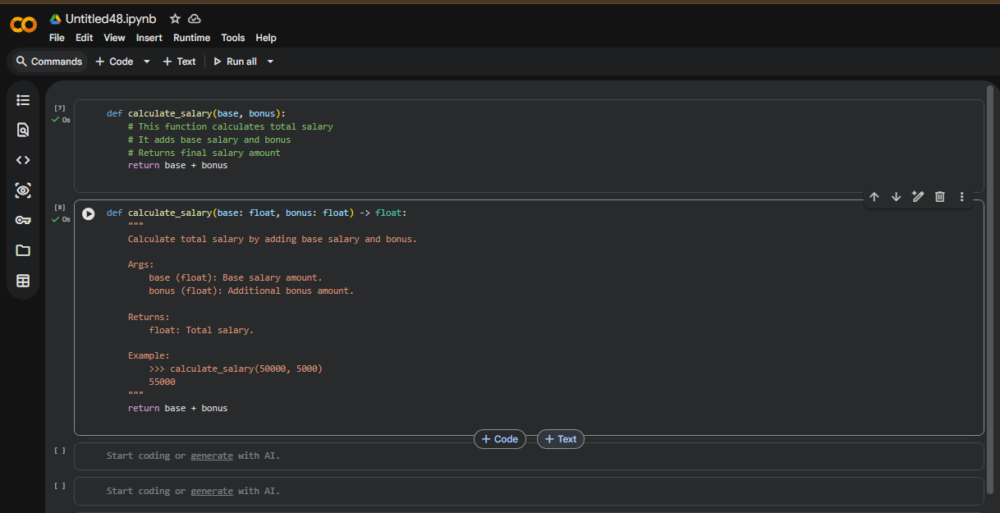 Untitled48.ipynb
File Edit View Insert Runtime Tools Help
Commands + Code + Text Run all
[7]
0s
def calculate_salary(base, bonus):
    # This function calculates total salary
    # It adds base salary and bonus
    # Returns final salary amount
    return base + bonus
[8]
0s
def calculate_salary(base: float, bonus: float) -> float:
    """
    Calculate total salary by adding base salary and bonus.

    Args:
        base (float): Base salary amount.
        bonus (float): Additional bonus amount.

    Returns:
        float: Total salary.

    Example:
        >>> calculate_salary(50000, 5000)
        55000
    """
    return base + bonus
+ Code + Text
[ ] Start coding or generate with AI.
[ ] Start coding or generate with AI.